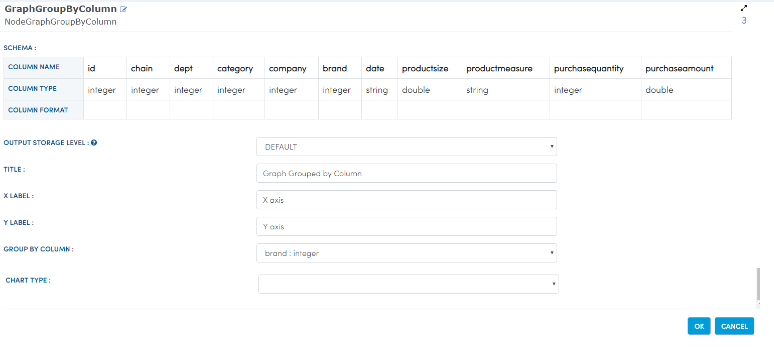 GraphGroupByColumn
NodeGraphGroupByColumn
3
SCHEMA :
COLUMN NAME id chain dept category company brand date productsize productmeasure purchasequantity purchaseamount
COLUMN TYPE integer integer integer integer integer integer string double string integer double
COLUMN FORMAT
OUTPUT STORAGE LEVEL : DEFAULT
TITLE : Graph Grouped by Column
X LABEL : X axis
Y LABEL : Y axis
GROUP BY COLUMN : brand : integer
CHART TYPE :
OK CANCEL